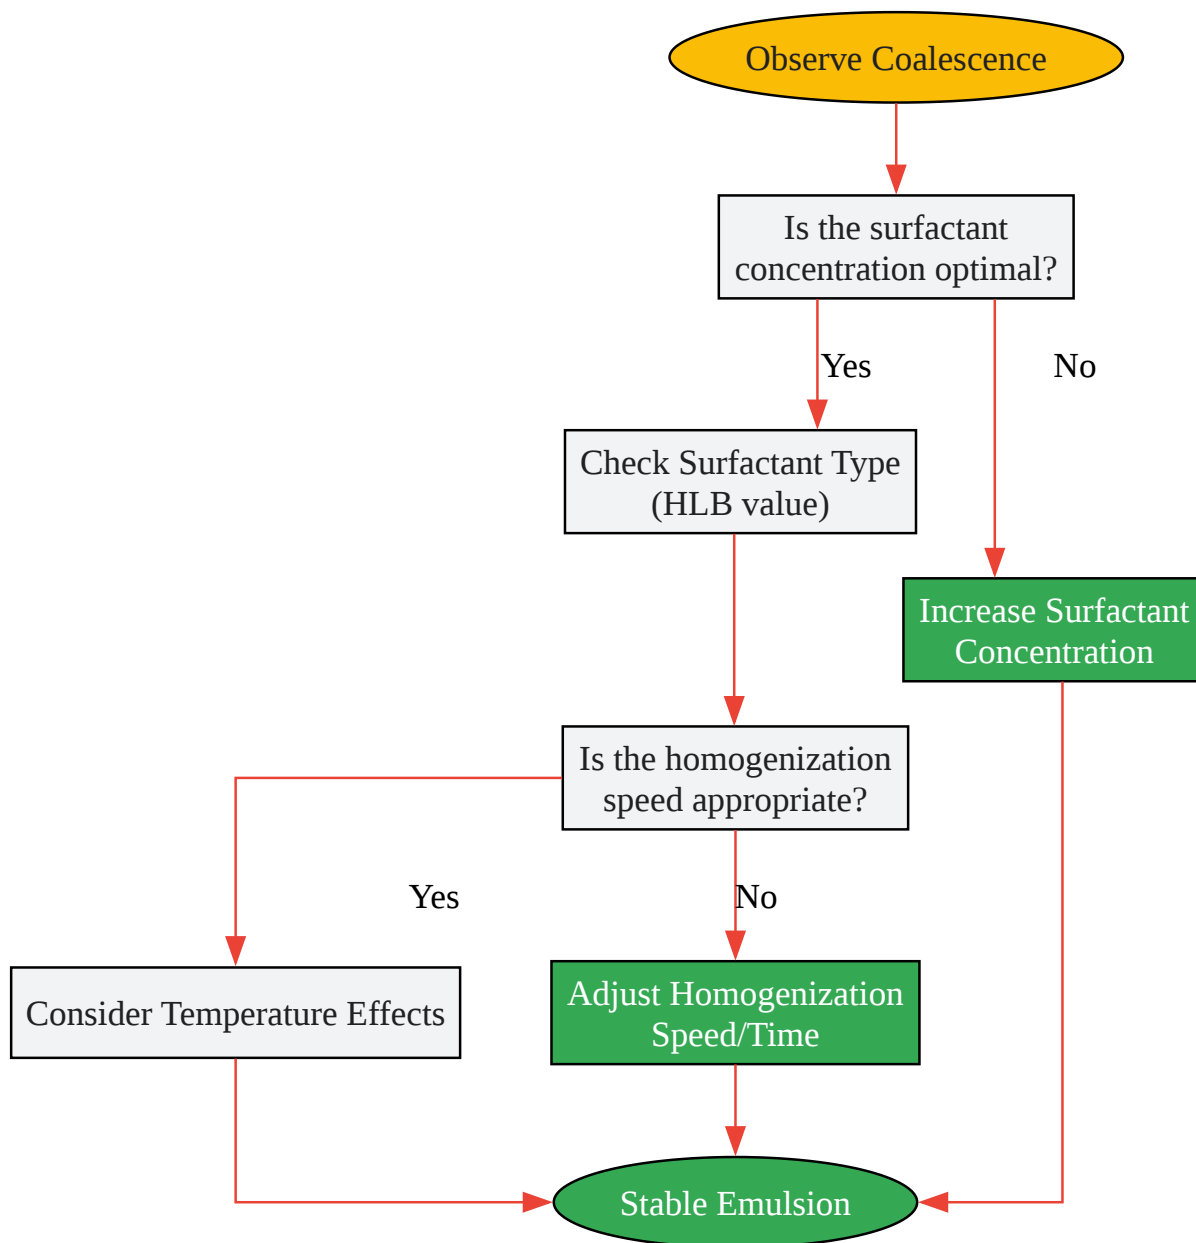 Observe Coalescence
Is the surfactant
concentration optimal?
Yes
No
Check Surfactant Type
(HLB value)
Increase Surfactant
Concentration
Is the homogenization
speed appropriate?
Yes
No
Consider Temperature Effects
Adjust Homogenization
Speed/Time
Stable Emulsion